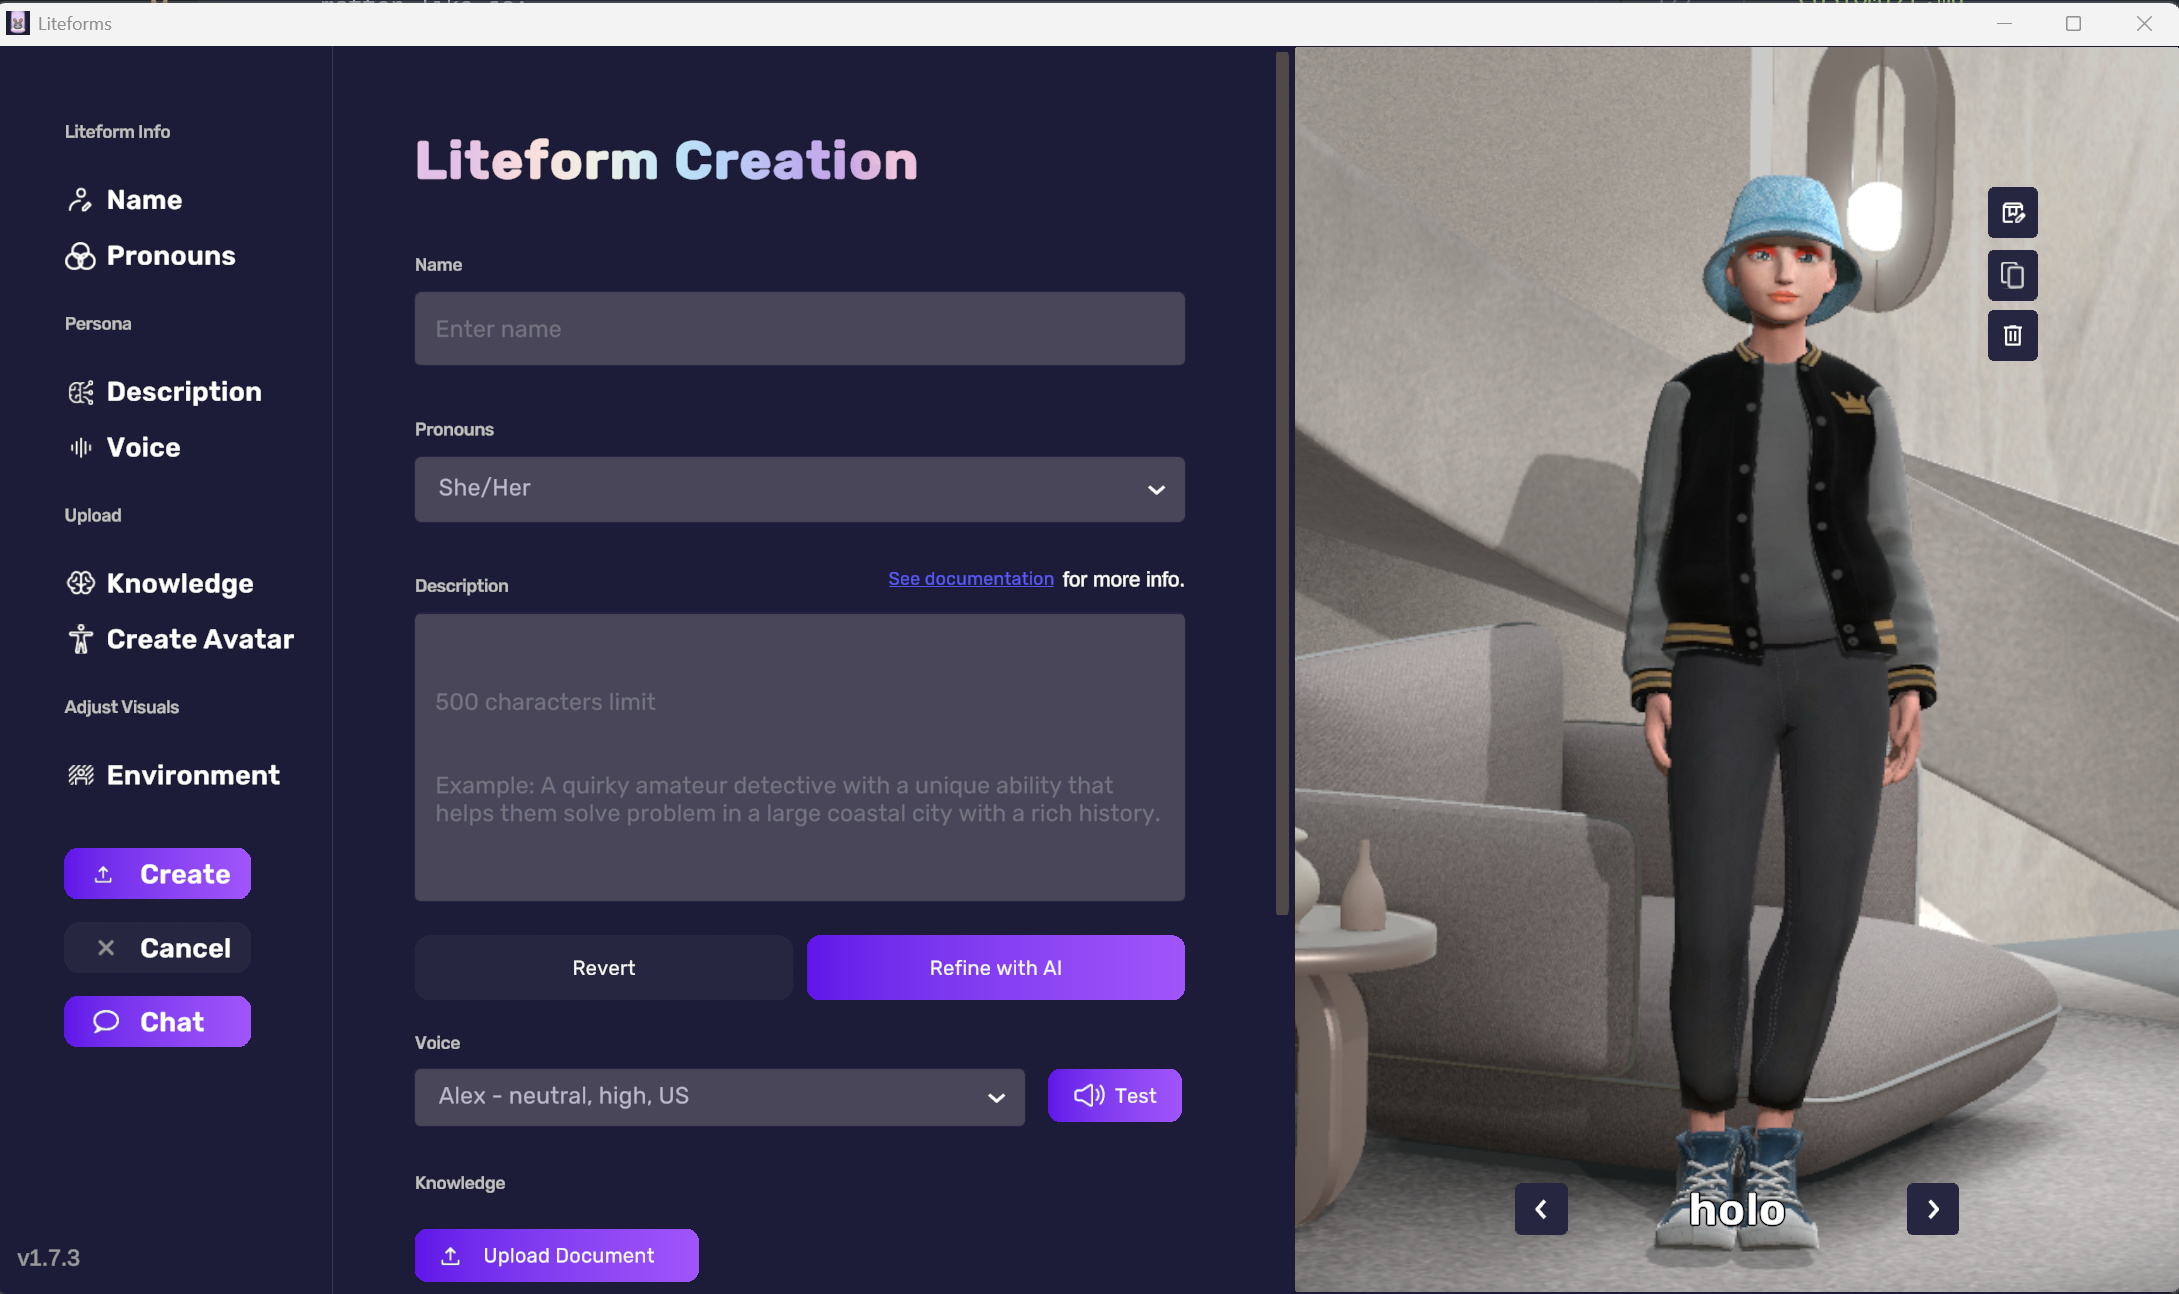 Liteforms
Liteform Info
Name
Pronouns
Persona
Description
Voice
Upload
Knowledge
Create Avatar
Adjust Visuals
Environment
Create
Cancel
Chat
v1.7.3
Liteform Creation
Name
Enter name
Pronouns
She/Her
Description
See documentation for more info.
500 characters limit
Example: A quirky amateur detective with a unique ability that
helps them solve problem in a large coastal city with a rich history.
Revert
Refine with AI
Voice
Alex - neutral, high, US
Test
Knowledge
Upload Document
holo